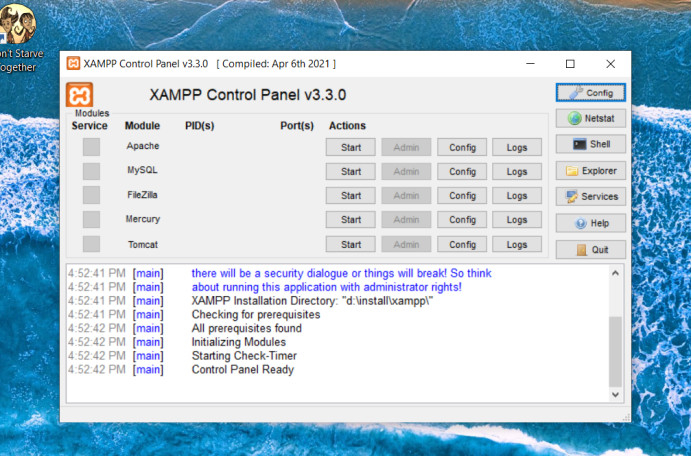 n't Starve
ogether
XAMPP Control Panel v3.3.0 [ Compiled: Apr 6th 2021 ]
XAMPP Control Panel v3.3.0
Config
Modules
Service Module PID(s) Port(s) Actions
Netstat
Apache Start Admin Config Logs
Shell
MySQL Start Admin Config Logs
Explorer
FileZilla Start Admin Config Logs
Services
Mercury Start Admin Config Logs
Help
Tomcat Start Admin Config Logs
Quit
4:52:41 PM [main] there will be a security dialogue or things will break! So think
4:52:41 PM [main] about running this application with administrator rights!
4:52:41 PM [main] XAMPP Installation Directory: "d:\install\xampp\"
4:52:41 PM [main] Checking for prerequisites
4:52:42 PM [main] All prerequisites found
4:52:42 PM [main] Initializing Modules
4:52:42 PM [main] Starting Check-Timer
4:52:42 PM [main] Control Panel Ready